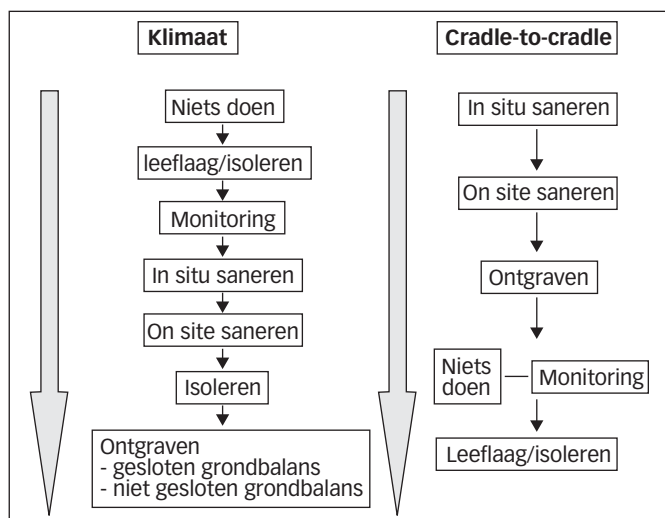 Klimaat
Niets doen
leeflaag/isoleren
Monitoring
In situ saneren
On site saneren
Isoleren
Ontgraven
- gesloten grondbalans
- niet gesloten grondbalans
Cradle-to-cradle
In situ saneren
On site saneren
Ontgraven
Niets
doen
Monitoring
Leeflaag/isoleren